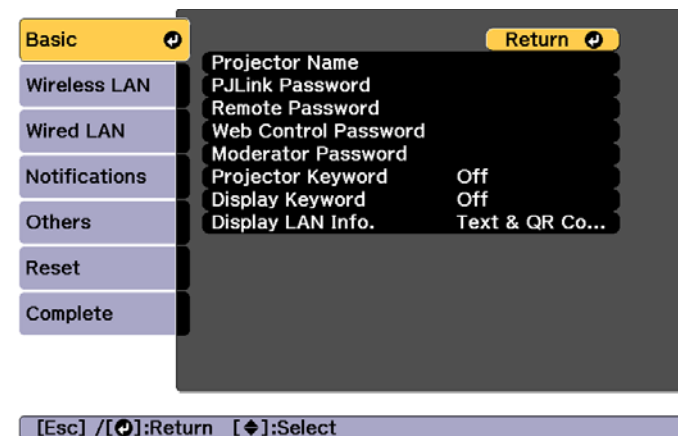 Basic
Wireless LAN
Wired LAN
Notifications
Others
Reset
Complete
Return
Projector Name
PJLink Password
Remote Password
Web Control Password
Moderator Password
Projector Keyword Off
Display Keyword Off
Display LAN Info. Text & QR Co...
[Esc] /[⏎]:Return [◆]:Select